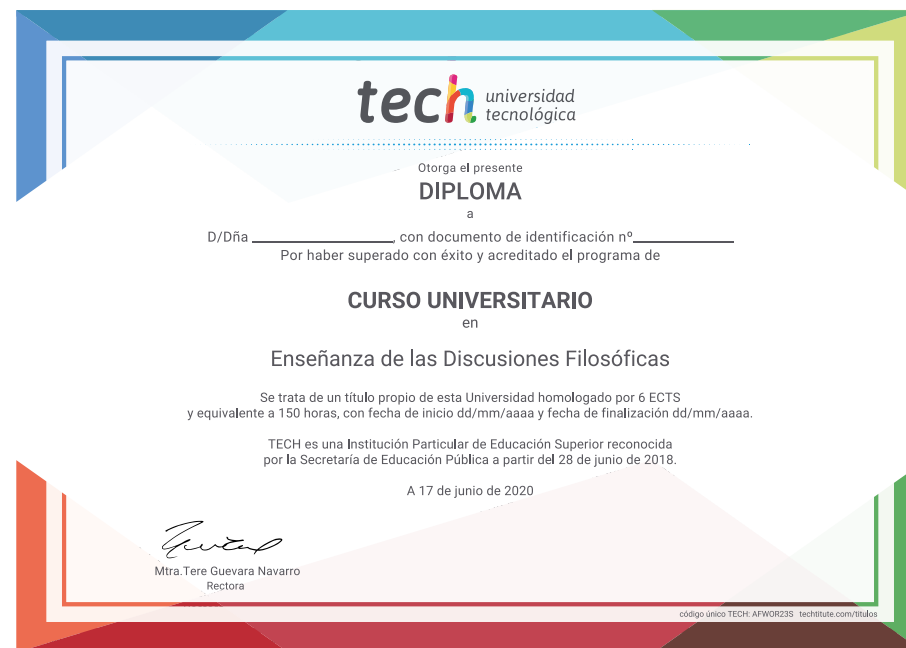 tech universidad
tecnológica
Otorga el presente
DIPLOMA
a
D/Dña ____________________, con documento de identificación nº______________
Por haber superado con éxito y acreditado el programa de
CURSO UNIVERSITARIO
en
Enseñanza de las Discusiones Filosóficas
Se trata de un título propio de esta Universidad homologado por 6 ECTS
y equivalente a 150 horas, con fecha de inicio dd/mm/aaaa y fecha de finalización dd/mm/aaaa.
TECH es una Institución Particular de Educación Superior reconocida
por la Secretaría de Educación Pública a partir del 28 de junio de 2018.
A 17 de junio de 2020
Mtra.Tere Guevara Navarro
Rectora
código único TECH: AFWOR23S techtitute.com/titulos